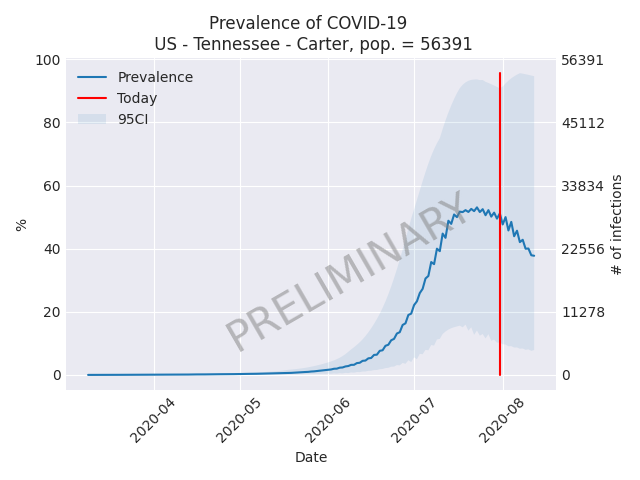 Prevalence of COVID-19
US - Tennessee - Carter, pop. = 56391
100
80
60
40
20
0
%
Prevalence
Today
95CI
PRELIMINARY
56391
45112
33834
22556
11278
0
# of infections
2020-04
2020-05
2020-06
2020-07
2020-08
Date